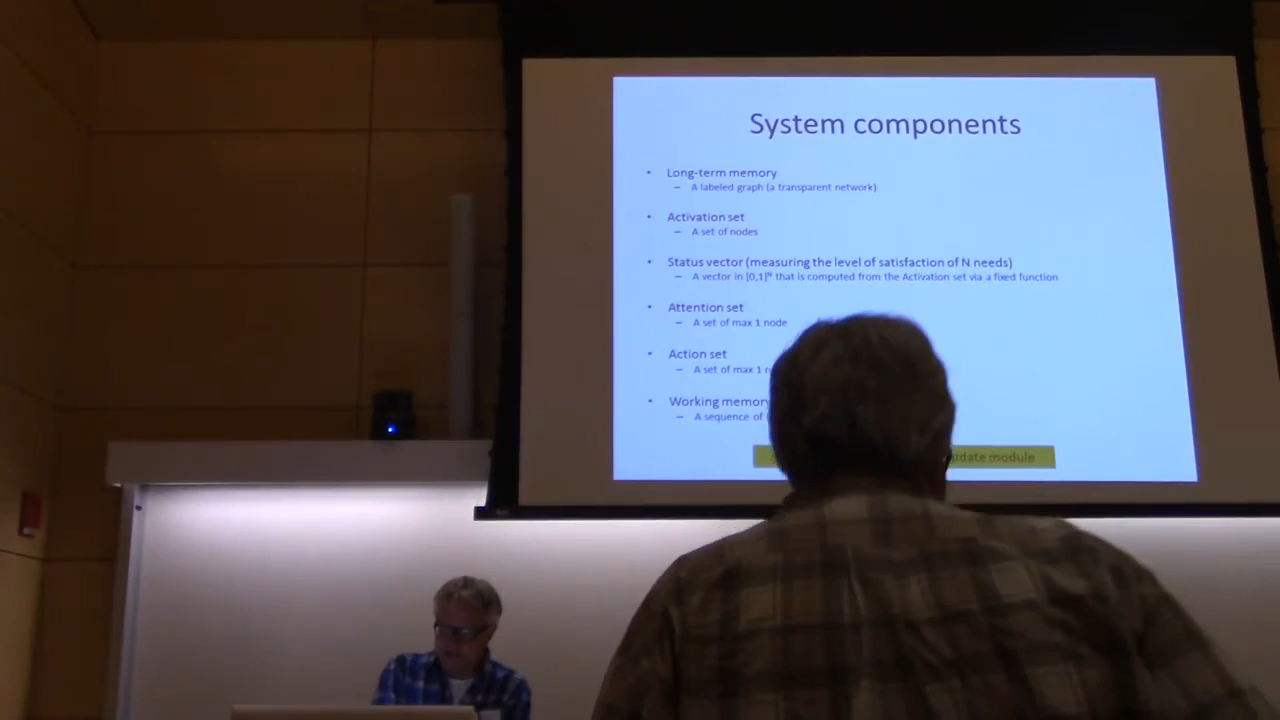 System components
• Long-term memory
– A labeled graph (a transparent network)
• Activation set
– A set of nodes
• Status vector (measuring the level of satisfaction of N needs)
– A vector in [0,1]ᴺ that is computed from the Activation set via a fixed function
• Attention set
– A set of max 1 node
• Action set
– A set of max 1
• Working memory
– A sequence of
update module